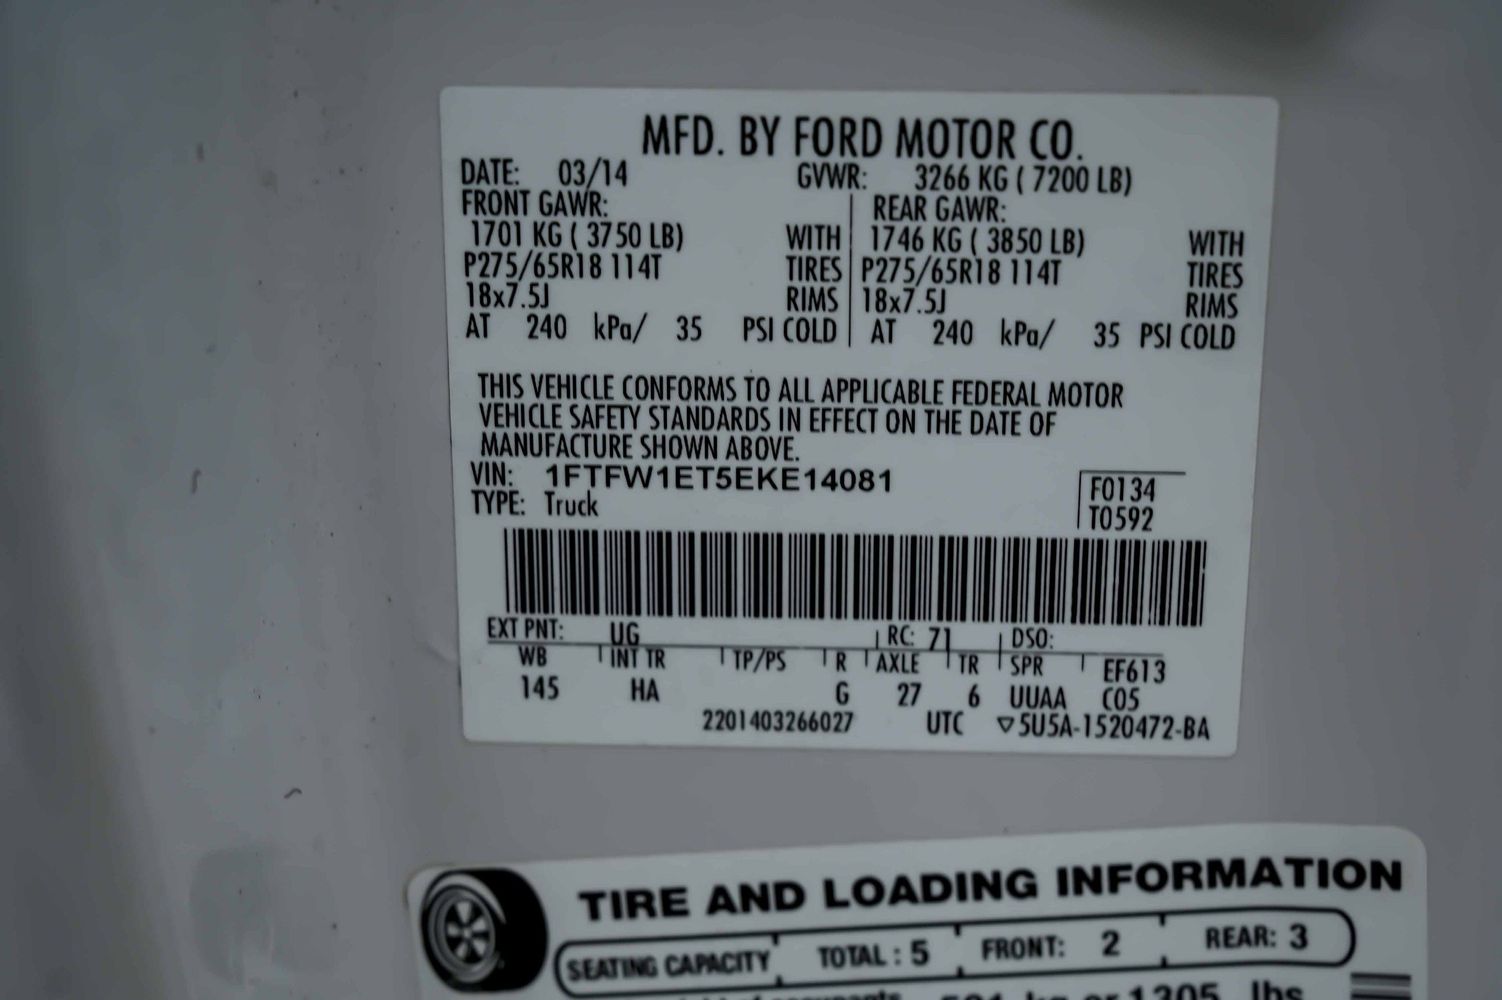 MFD. BY FORD MOTOR CO.
DATE: 03/14 GVWR: 3266 KG ( 7200 LB)
FRONT GAWR: REAR GAWR:
1701 KG ( 3750 LB) WITH 1746 KG ( 3850 LB) WITH
P275/65R18 114T TIRES P275/65R18 114T TIRES
18x7.5J RIMS 18x7.5J RIMS
AT 240 kPa/ 35 PSI COLD AT 240 kPa/ 35 PSI COLD
THIS VEHICLE CONFORMS TO ALL APPLICABLE FEDERAL MOTOR
VEHICLE SAFETY STANDARDS IN EFFECT ON THE DATE OF
MANUFACTURE SHOWN ABOVE.
VIN: 1FTFW1ET5EKE14081 F0134
TYPE: Truck T0592
EXT PNT: UG RC: 71 DSO:
WB INT TR TP/PS R AXLE TR SPR EF613
145 HA G 27 6 UUAA C05
2201403266027 UTC ▽5U5A-1520472-BA
TIRE AND LOADING INFORMATION
SEATING CAPACITY TOTAL : 5 FRONT: 2 REAR: 3
occupants kg or 1305 lbs